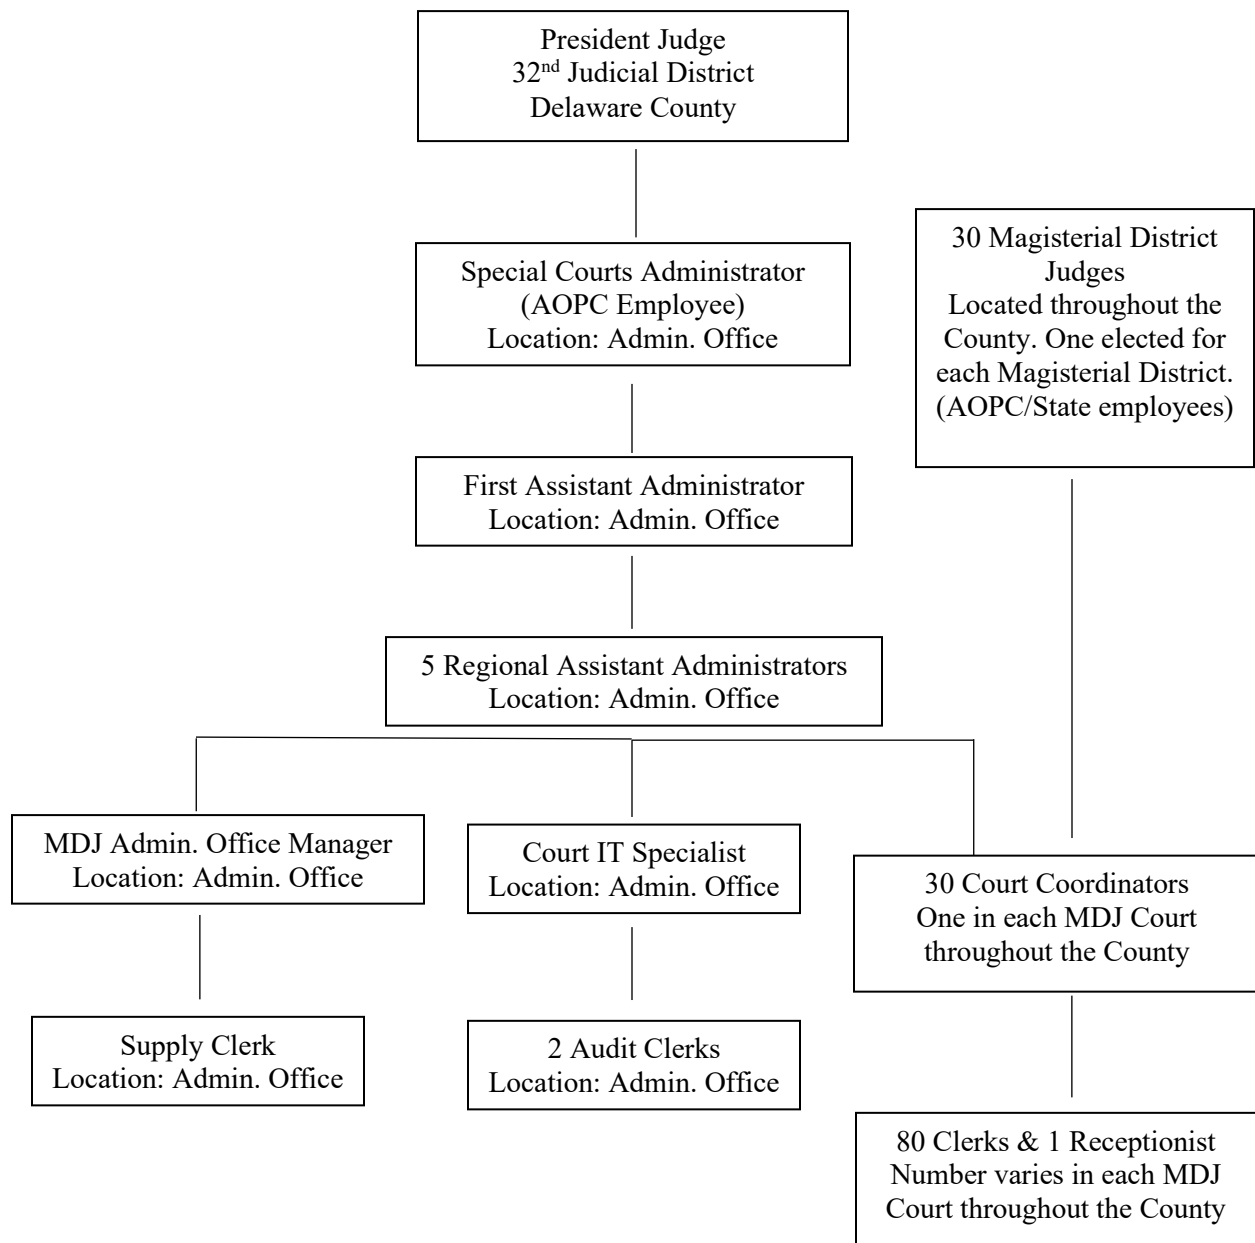 President Judge
32nd Judicial District
Delaware County
Special Courts Administrator
(AOPC Employee)
Location: Admin. Office
30 Magisterial District
Judges
Located throughout the
County. One elected for
each Magisterial District.
(AOPC/State employees)
First Assistant Administrator
Location: Admin. Office
5 Regional Assistant Administrators
Location: Admin. Office
MDJ Admin. Office Manager
Location: Admin. Office
Court IT Specialist
Location: Admin. Office
30 Court Coordinators
One in each MDJ Court
throughout the County
Supply Clerk
Location: Admin. Office
2 Audit Clerks
Location: Admin. Office
80 Clerks & 1 Receptionist
Number varies in each MDJ
Court throughout the County